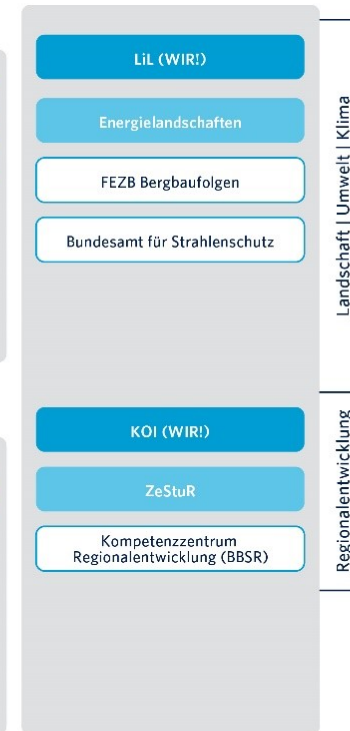 LiL (WIR!)
Energielandschaften
FEZB Bergbaufolgen
Bundesamt für Strahlenschutz
Landschaft | Umwelt | Klima
KOI (WIR!)
ZeStuR
Kompetenzzentrum
Regionalentwicklung (BBSR)
Regionalentwicklung